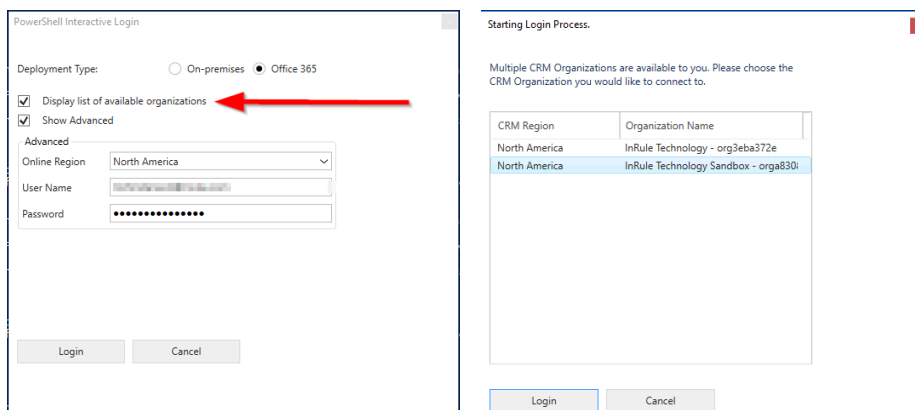 PowerShell Interactive Login
Deployment Type:
On-premises
Office 365
Display list of available organizations
Show Advanced
Advanced
Online Region
North America
User Name
Password
Login
Cancel
Starting Login Process.
Multiple CRM Organizations are available to you. Please choose the
CRM Organization you would like to connect to.
CRM Region
Organization Name
North America
InRule Technology - org3eba372e
North America
InRule Technology Sandbox - orga830
Login
Cancel